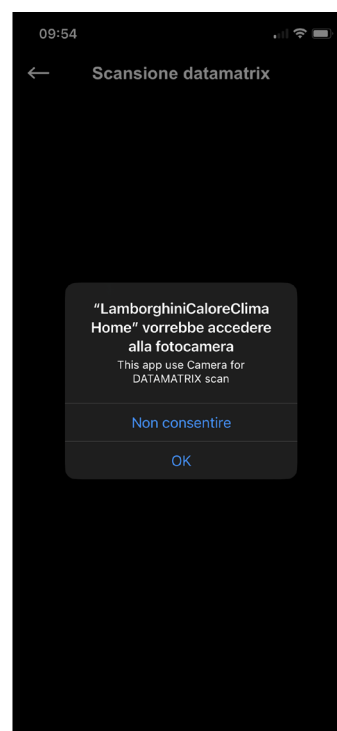 09:54
Scansione datamatrix
“LamborghiniCaloreClima
Home” vorrebbe accedere
alla fotocamera
This app use Camera for
DATAMATRIX scan
Non consentire
OK